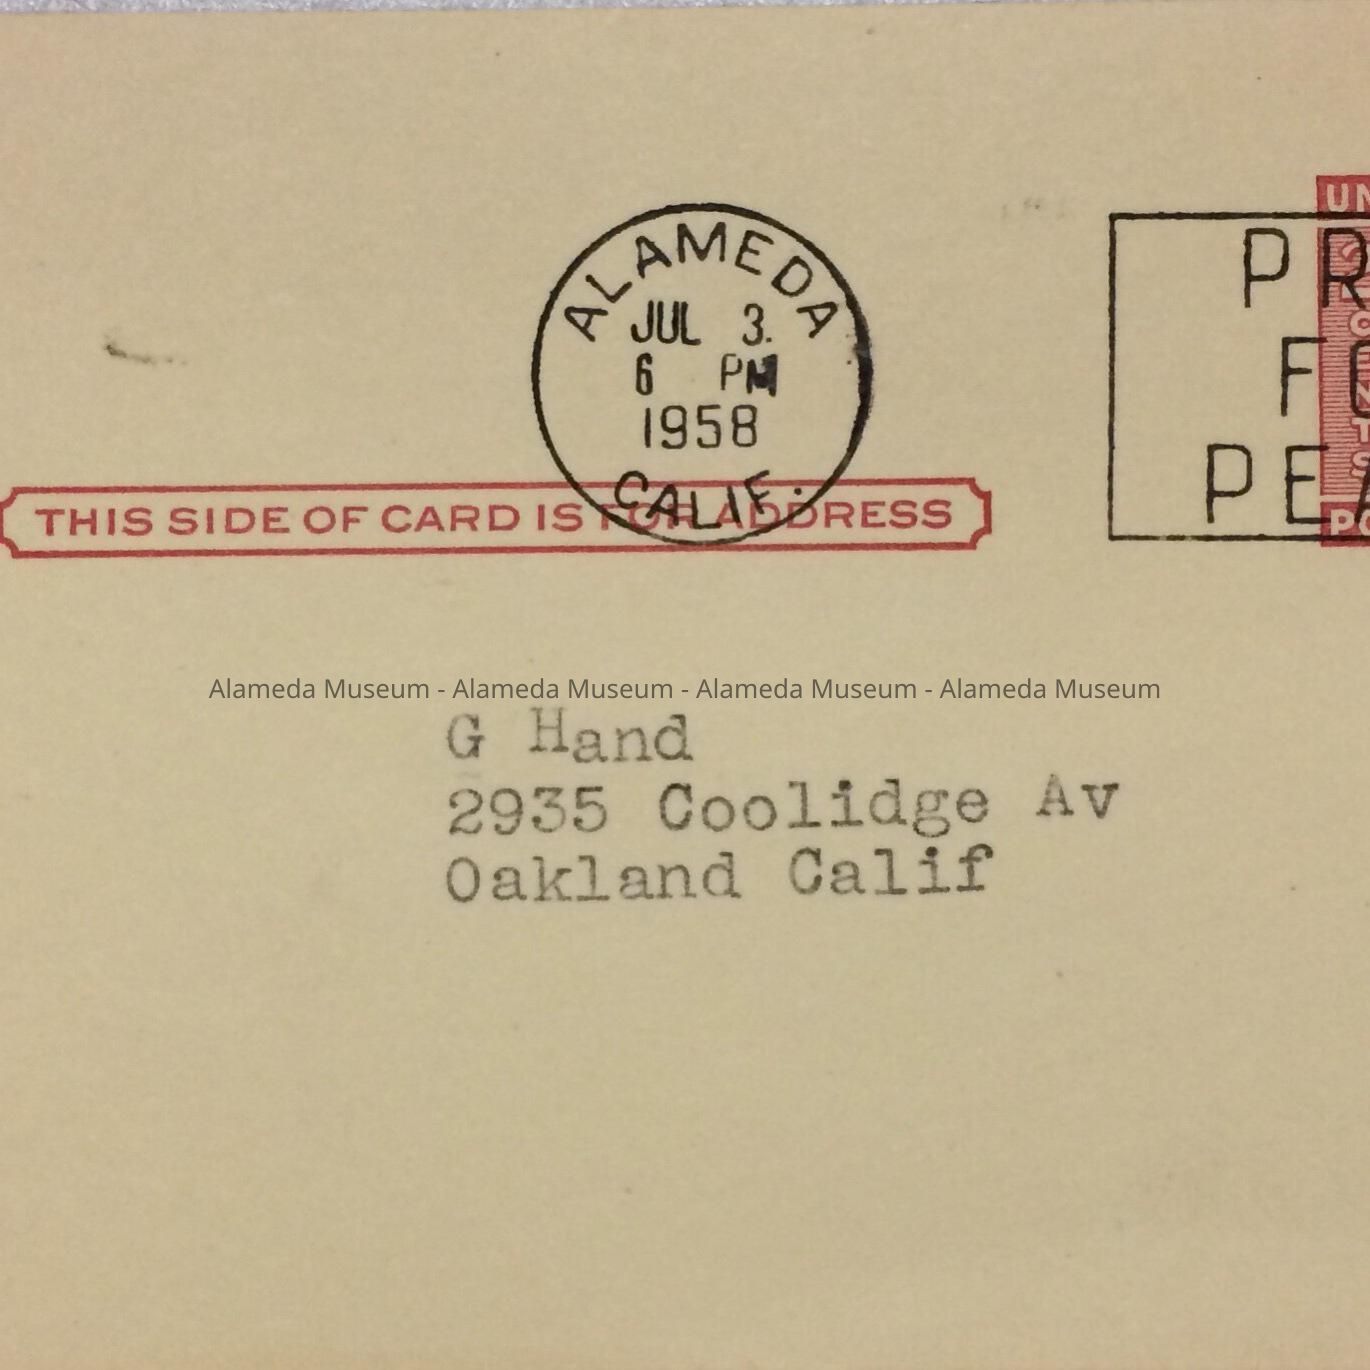 ALAMEDA
JUL 3.
6 PM
1958
CALIF.
THIS SIDE OF CARD IS FOR ADDRESS
Alameda Museum - Alameda Museum - Alameda Museum - Alameda Museum
G Hand
2935 Coolidge Av
Oakland Calif